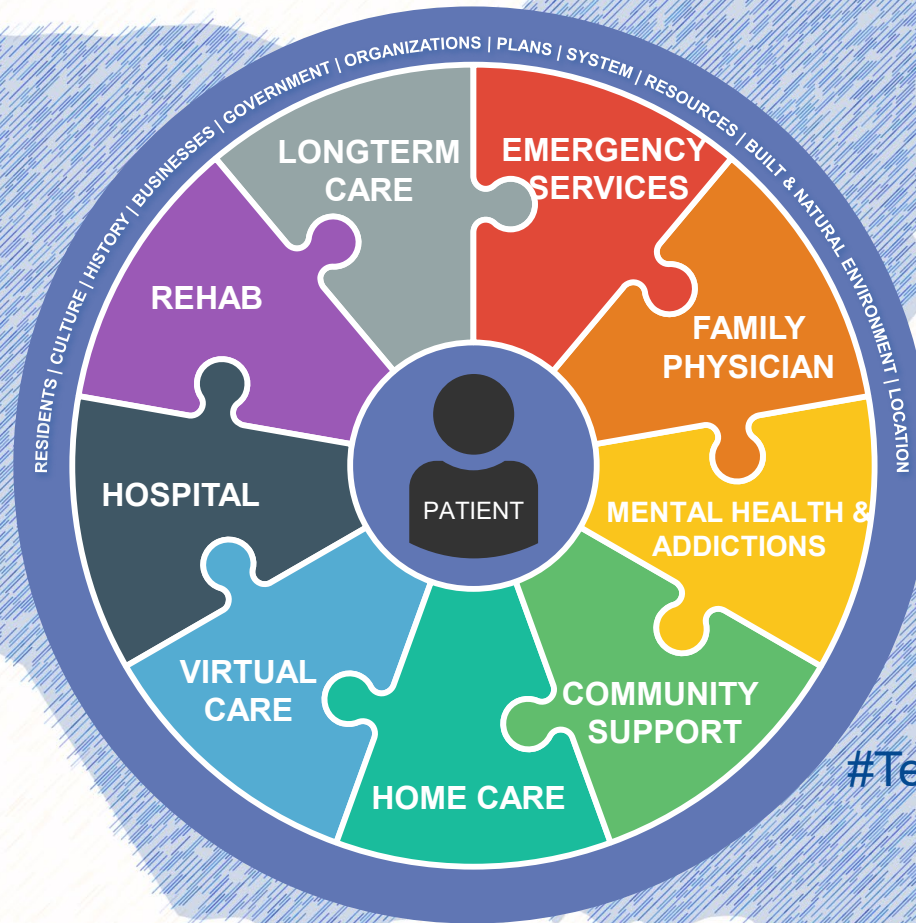 RESIDENTS | CULTURE | HISTORY | BUSINESSES | GOVERNMENT | ORGANIZATIONS | PLANS | SYSTEM | RESOURCES | BUILT & NATURAL ENVIRONMENT | LOCATION
LONGTERM
CARE
EMERGENCY
SERVICES
REHAB
FAMILY
PHYSICIAN
HOSPITAL
PATIENT
MENTAL HEALTH &
ADDICTIONS
VIRTUAL
CARE
COMMUNITY
SUPPORT
HOME CARE
#Te